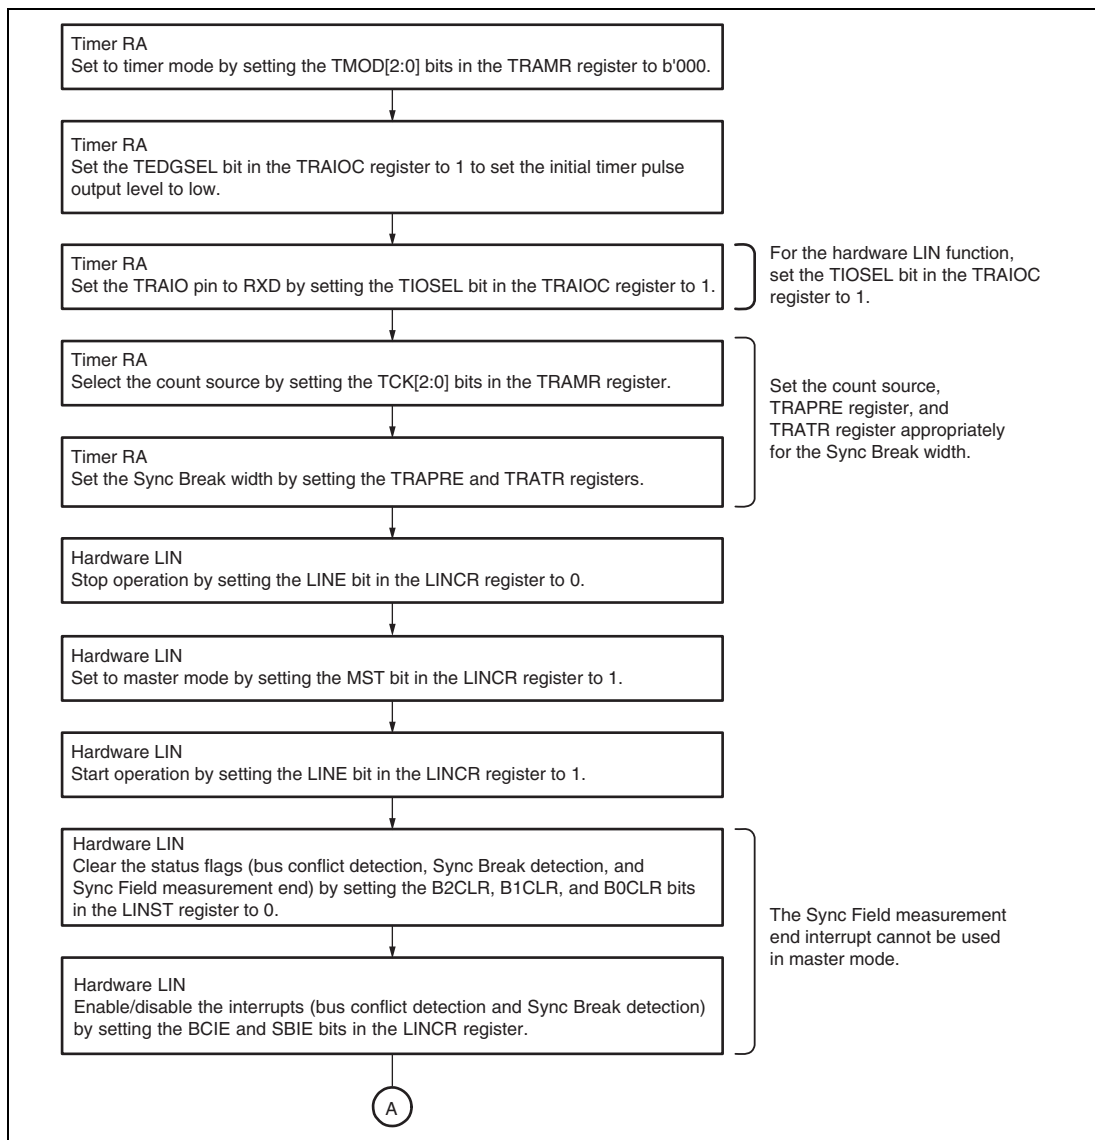 Timer RA
Set to timer mode by setting the TMOD[2:0] bits in the TRAMR register to b'000.
Timer RA
Set the TEDGSEL bit in the TRAIOC register to 1 to set the initial timer pulse
output level to low.
Timer RA
Set the TRAIO pin to RXD by setting the TIOSEL bit in the TRAIOC register to 1.
For the hardware LIN function,
set the TIOSEL bit in the TRAIOC
register to 1.
Timer RA
Select the count source by setting the TCK[2:0] bits in the TRAMR register.
Timer RA
Set the Sync Break width by setting the TRAPRE and TRATR registers.
Set the count source,
TRAPRE register, and
TRATR register appropriately
for the Sync Break width.
Hardware LIN
Stop operation by setting the LINE bit in the LINCR register to 0.
Hardware LIN
Set to master mode by setting the MST bit in the LINCR register to 1.
Hardware LIN
Start operation by setting the LINE bit in the LINCR register to 1.
Hardware LIN
Clear the status flags (bus conflict detection, Sync Break detection, and
Sync Field measurement end) by setting the B2CLR, B1CLR, and B0CLR bits
in the LINST register to 0.
Hardware LIN
Enable/disable the interrupts (bus conflict detection and Sync Break detection)
by setting the BCIE and SBIE bits in the LINCR register.
The Sync Field measurement
end interrupt cannot be used
in master mode.
A